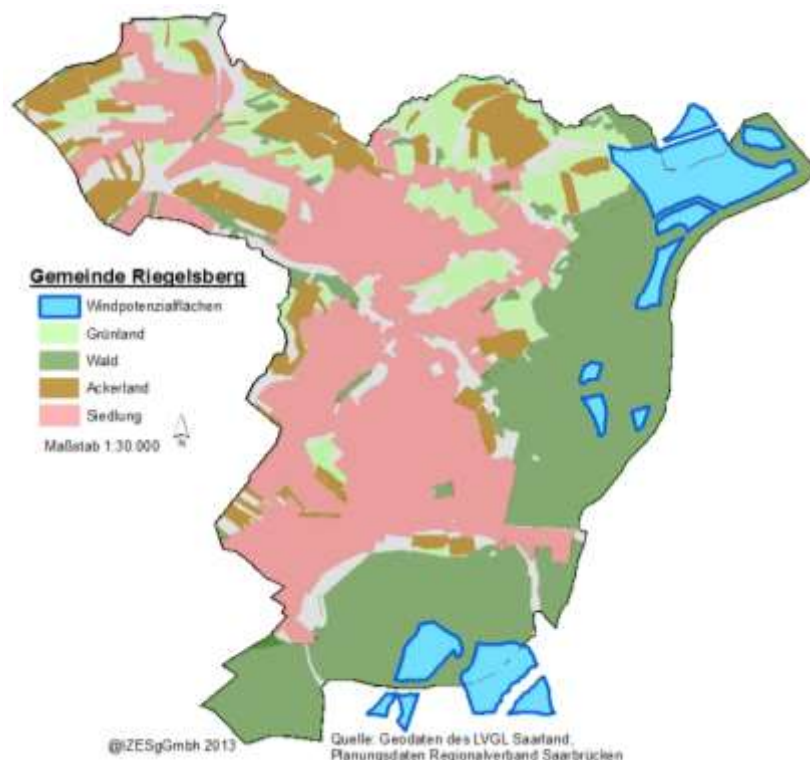 Gemeinde Riegelsberg
Windpotenzialflächen
Grünland
Wald
Ackerland
Siedlung
Maßstab 1:30.000
N
@IZESgGmbh 2013
Quelle: Geodaten des LVGL Saarland,
Planungsdaten Regionalverband Saarbrücken